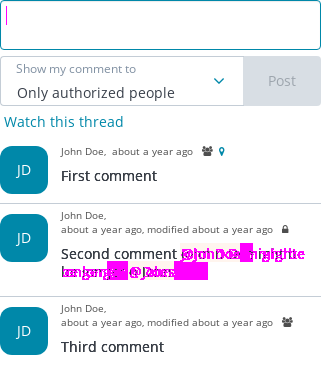 Show my comment to
Only authorized people
Post
Watch this thread
JD
John Doe, about a year ago
First comment
JD
John Doe,
about a year ago, modified about a year ago
Second comment
JD
John Doe,
about a year ago, modified about a year ago
Third comment